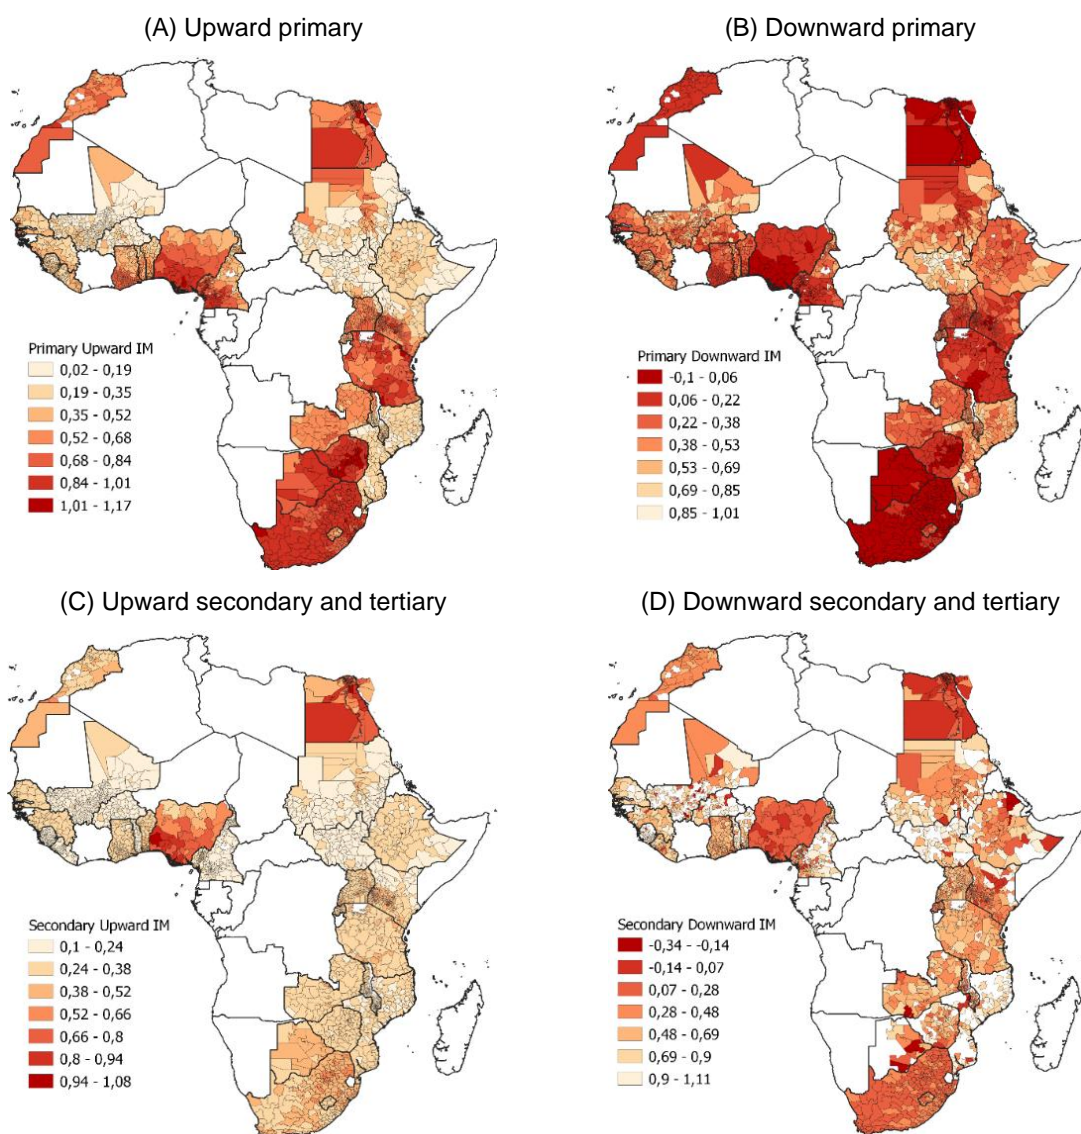 (A) Upward primary
(B) Downward primary
Primary Upward IM
0,02 - 0,19
0,19 - 0,35
0,35 - 0,52
0,52 - 0,68
0,68 - 0,84
0,84 - 1,01
1,01 - 1,17
Primary Downward IM
-0,1 - 0,06
0,06 - 0,22
0,22 - 0,38
0,38 - 0,53
0,53 - 0,69
0,69 - 0,85
0,85 - 1,01
(C) Upward secondary and tertiary
(D) Downward secondary and tertiary
Secondary Upward IM
0,1 - 0,24
0,24 - 0,38
0,38 - 0,52
0,52 - 0,66
0,66 - 0,8
0,8 - 0,94
0,94 - 1,08
Secondary Downward IM
-0,34 - -0,14
-0,14 - 0,07
0,07 - 0,28
0,28 - 0,48
0,48 - 0,69
0,69 - 0,9
0,9 - 1,11